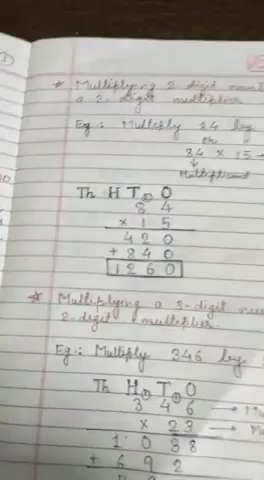 * Multiplying 2 digit
a 2-digit multiplier
Eg: Multiply 84 by
or
84 × 15
Multiplicand
Th H T O
8 4
× 1 5
4 2 0
+ 8 4 0
1 2 6 0
* Multiplying a 3-digit
2-digit multiplier.
Eg: Multiply 346 by
Th H T O
3 4 6
× 2 3
1 0 3 8
+ 6 9 2